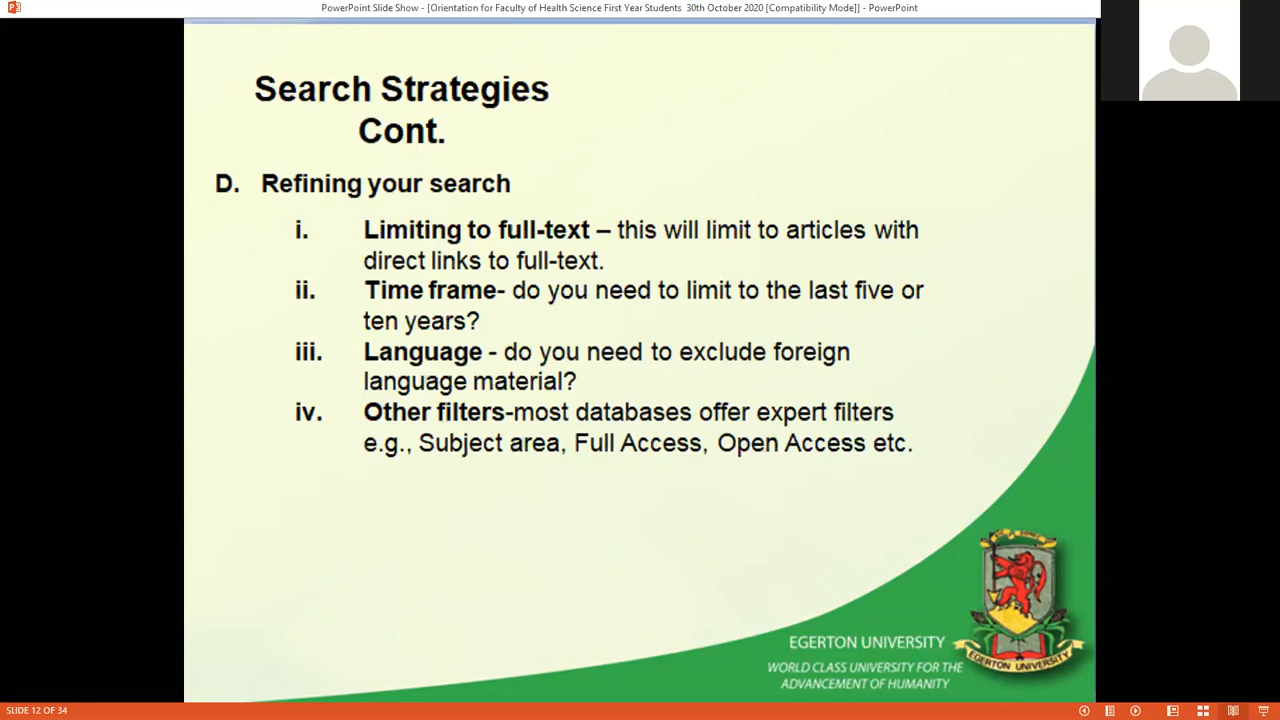 PowerPoint Slide Show - [Orientation for Faculty of Health Science First Year Students  30th October 2020 [Compatibility Mode]] - PowerPoint
Search Strategies
Cont.
D. Refining your search
i. Limiting to full-text – this will limit to articles with
direct links to full-text.
ii. Time frame- do you need to limit to the last five or
ten years?
iii. Language - do you need to exclude foreign
language material?
iv. Other filters-most databases offer expert filters
e.g., Subject area, Full Access, Open Access etc.
EGERTON UNIVERSITY
WORLD CLASS UNIVERSITY FOR THE
ADVANCEMENT OF HUMANITY
EGERTON UNIVERSITY
SLIDE 12 OF 34